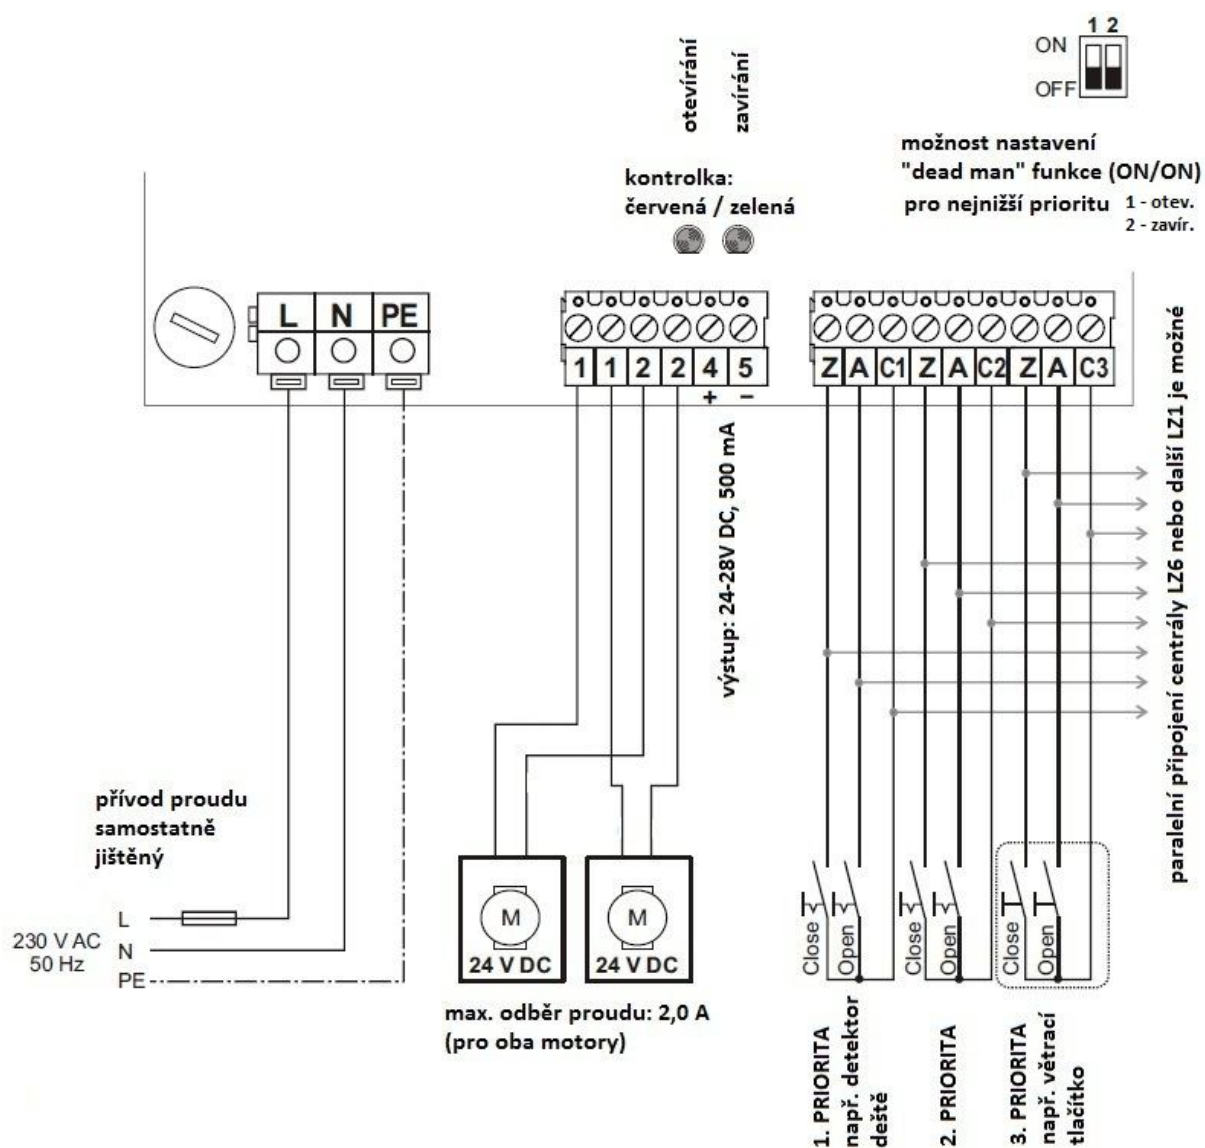 1 2
ON
OFF
otevírání
zavírání
možnost nastavení
"dead man" funkce (ON/ON)
pro nejnižší prioritu
1 - otev.
2 - zavír.
kontrolka:
červená / zelená
L N PE
1 1 2 2 4 5
+ −
Z A C1 Z A C2 Z A C3
výstup: 24-28V DC, 500 mA
paralelní připojení centrály LZ6 nebo další LZ1 je možné
přívod proudu
samostatně
jištěný
L
230 V AC
50 Hz
N
PE
M
24 V DC
M
24 V DC
max. odběr proudu: 2,0 A
(pro oba motory)
Close
Open
Close
Open
Close
Open
1. PRIORITA
např. detektor
deště
2. PRIORITA
3. PRIORITA
např. větrací
tlačítko